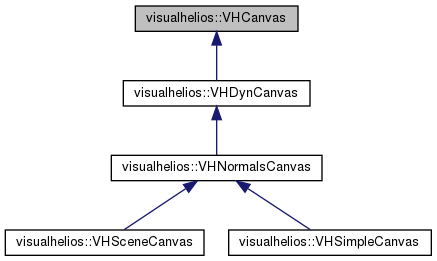 visualhelios::VHCanvas
visualhelios::VHDynCanvas
visualhelios::VHNormalsCanvas
visualhelios::VHSceneCanvas
visualhelios::VHSimpleCanvas